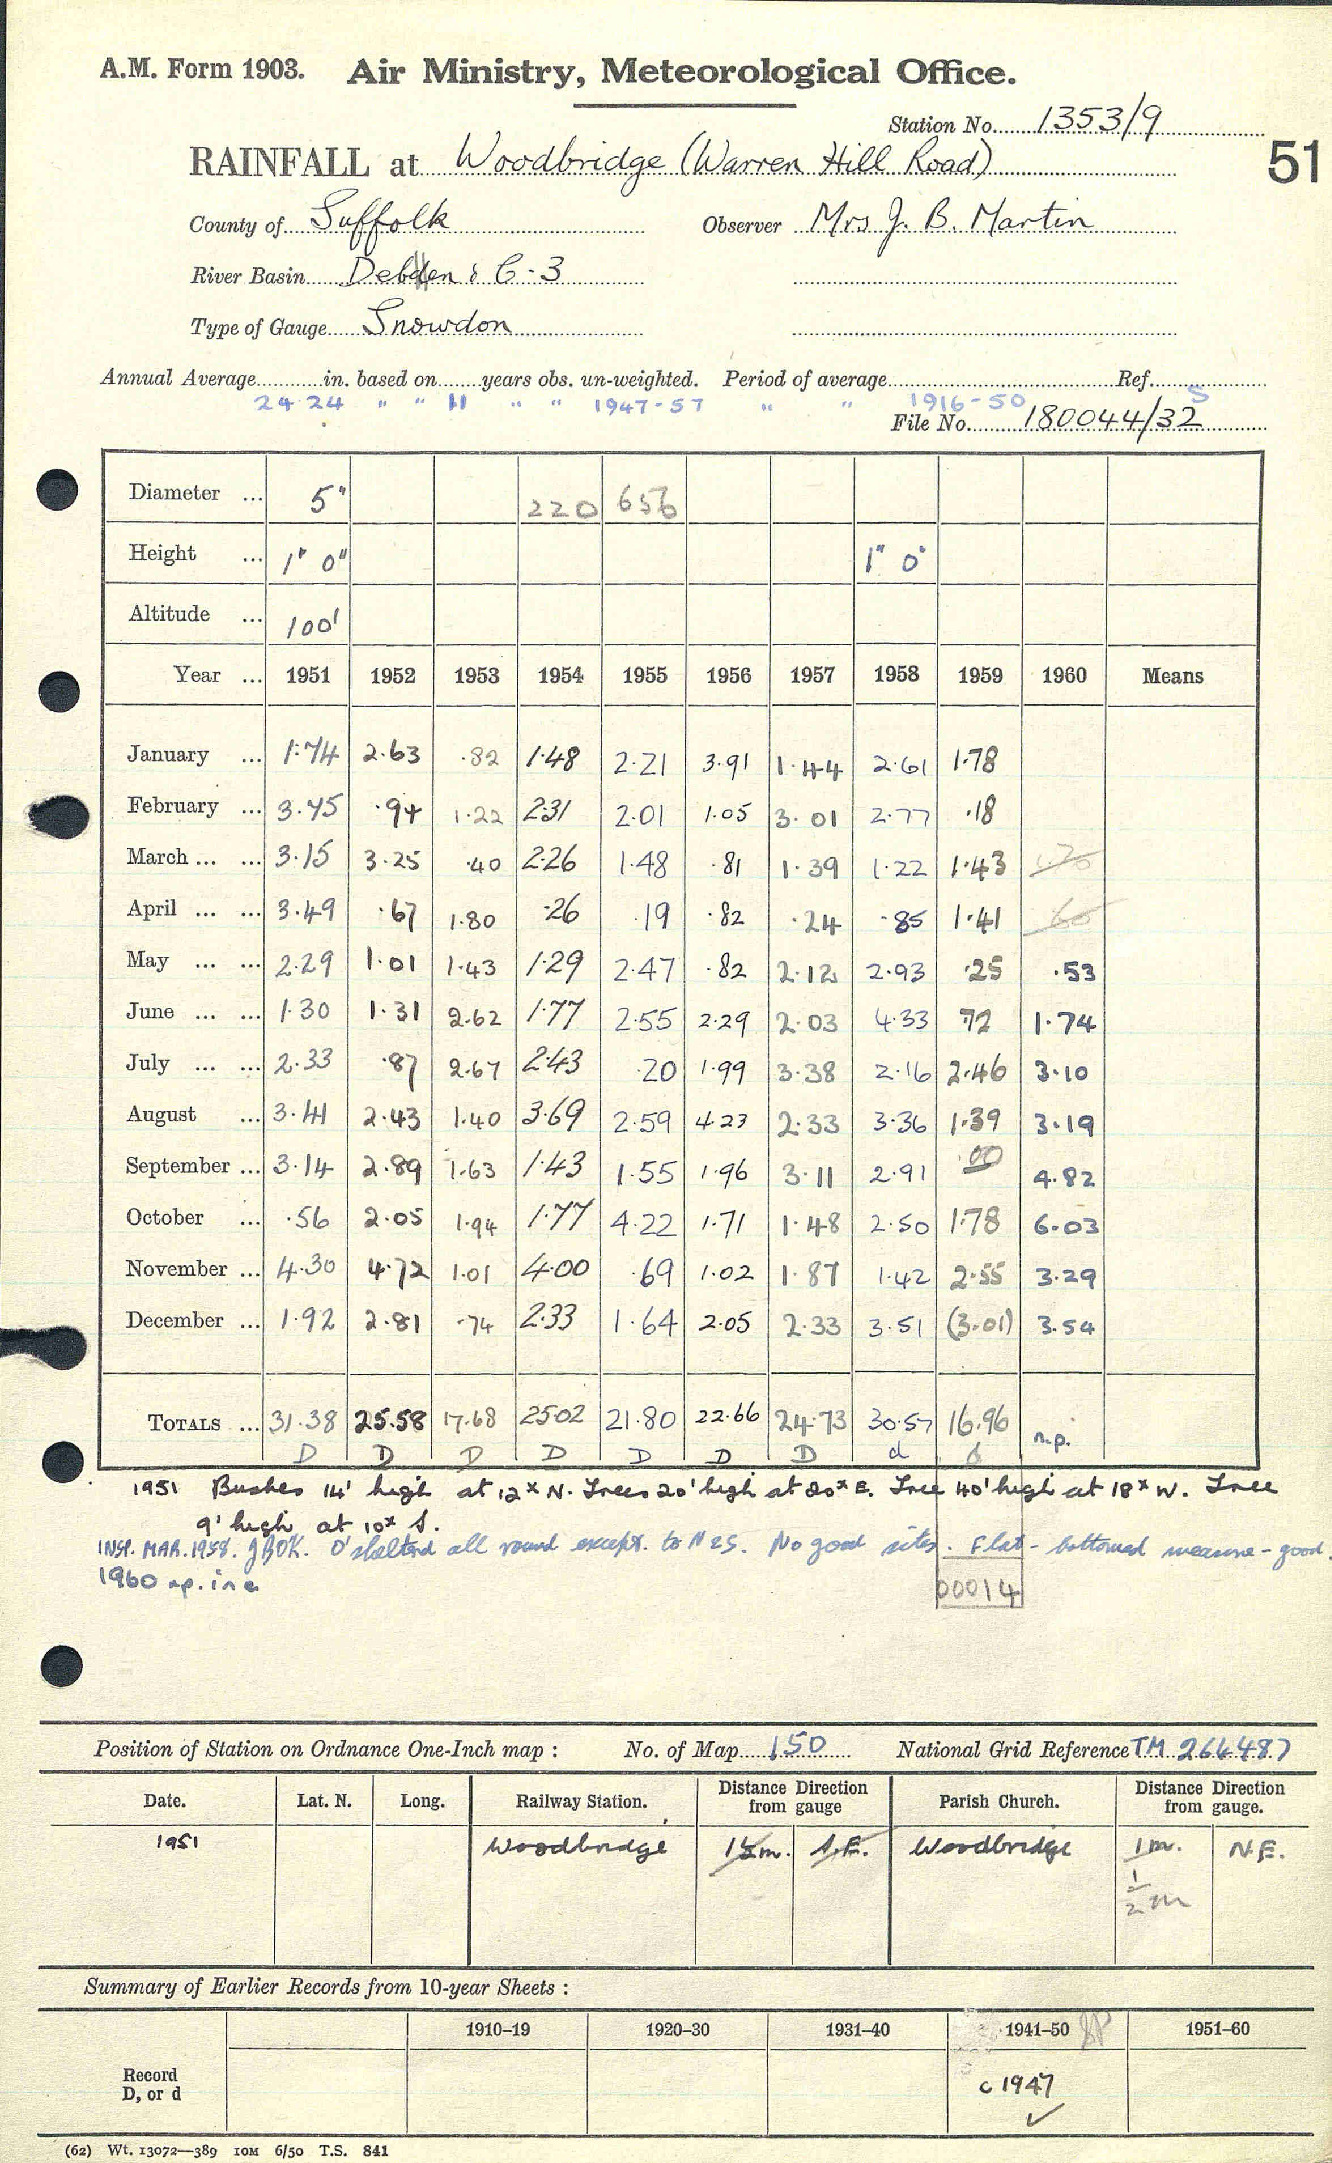 A.M. Form 1903. Air Ministry, Meteorological Office.
Station No. 1353/9
RAINFALL at Woodbridge (Warren Hill Road) 51
County of Suffolk Observer Mrs J. B. Martin
River Basin Debden & C-3
Type of Gauge Snowdon
Annual Average in. based on years obs. un-weighted. Period of average Ref.
24.24 " " 11 " " 1947-57 " " 1916-50 S
File No. 180044/32
Diameter ... 5" 220 656
Height ... 1' 0" 1" 0'
Altitude ... 100'
Year ... 1951 1952 1953 1954 1955 1956 1957 1958 1959 1960 Means
January ... 1.74 2.63 .82 1.48 2.21 3.91 1.44 2.61 1.78
February ... 3.75 .94 1.22 2.31 2.01 1.05 3.01 2.77 .18
March ... ... 3.15 3.25 .40 2.26 1.48 .81 1.39 1.22 1.43
April ... ... 3.49 .67 1.80 .26 .19 .82 .24 .85 1.41
May ... ... 2.29 1.01 1.43 1.29 2.47 .82 2.12 2.93 .25 .53
June ... ... 1.30 1.31 2.62 1.77 2.55 2.29 2.03 4.33 .72 1.74
July ... ... 2.33 .87 2.67 2.43 .20 1.99 3.38 2.16 2.46 3.10
August ... 3.41 2.43 1.40 3.69 2.59 4.23 2.33 3.36 1.39 3.19
September ... 3.14 2.89 1.63 1.43 1.55 1.96 3.11 2.91 .00 4.82
October ... .56 2.05 1.94 1.77 4.22 1.71 1.48 2.50 1.78 6.03
November ... 4.30 4.72 1.01 4.00 .69 1.02 1.87 1.42 2.55 3.29
December ... 1.92 2.81 .74 2.33 1.64 2.05 2.33 3.51 (3.01) 3.54
TOTALS ... 31.38 25.58 17.68 25.02 21.80 22.66 24.73 30.57 16.96 n.p.
D D D D D D D d d
1951 Bushes 14' high at 12x N. Trees 20' high at 20x E. Tree 40' high at 18x W. Tree
9' high at 10x S.
INSP. MAR. 1958. O'sheltered all round except to N & S. No good sites. Flat-bottomed measure - good.
1960 n.p. in
00014
Position of Station on Ordnance One-Inch map : No. of Map 150 National Grid Reference TM 266487
Date. Lat. N. Long. Railway Station. Distance Direction from gauge Parish Church. Distance Direction from gauge.
1951 Woodbridge m. S.E. Woodbridge 1 m. N.E.
1/2 m
Summary of Earlier Records from 10-year Sheets :
1910–19 1920–30 1931–40 1941–50 1951–60
Record
D, or d
c 1947 ✓
(62) Wt. 13072—389 10M 6/50 T.S. 841